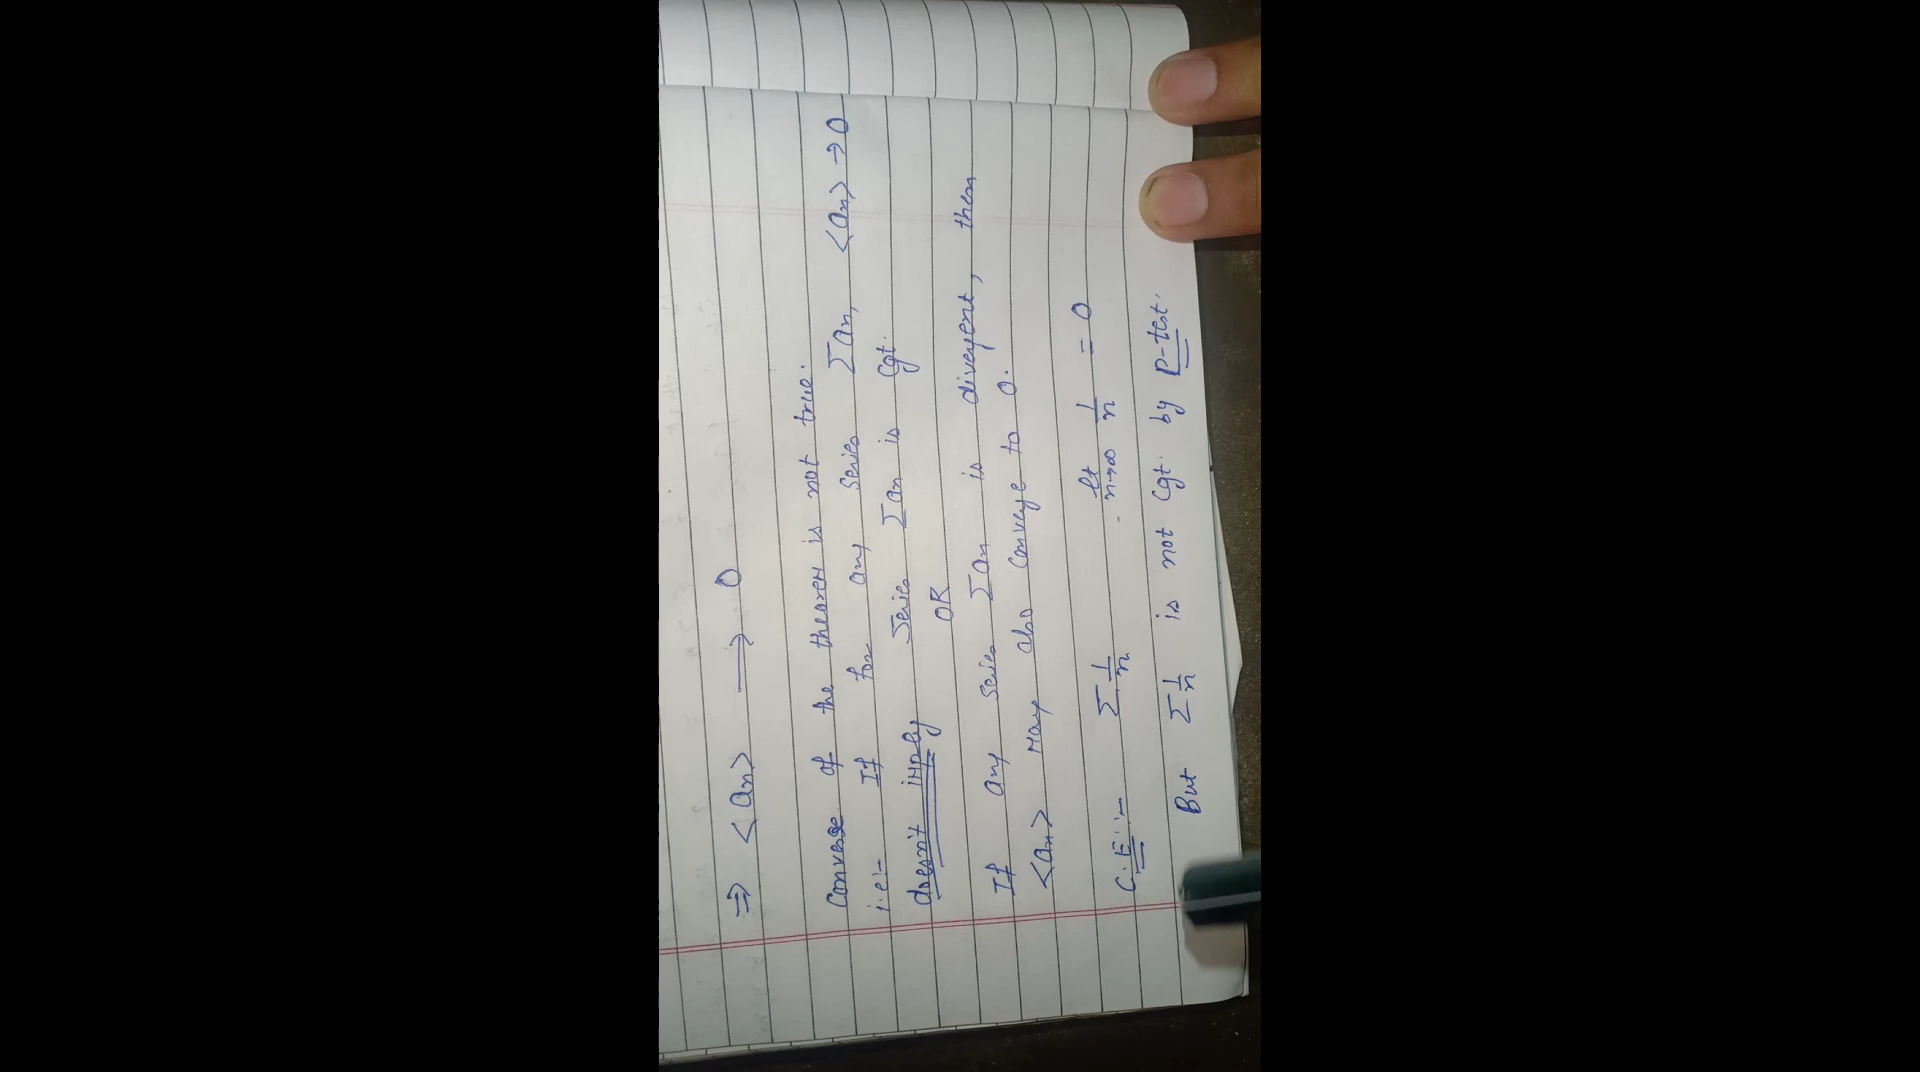 ⇒ <an> → 0
Converse of the theorem is not true.
i.e:- If for any series Σan, <an> → 0
doesn't imply series Σan is Cgt.
OR
If any series Σan is divergent, then
<an> may also converge to 0.
C.E:- Σ 1/n lt n→∞ 1/n = 0
But Σ 1/n is not Cgt. by P-test.